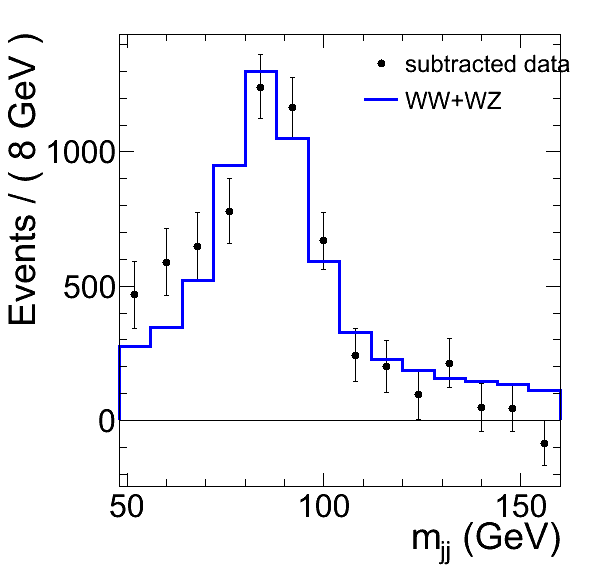 Events / ( 8 GeV )
subtracted data
WW+WZ
1000
500
0
50 100 150
m_jj (GeV)